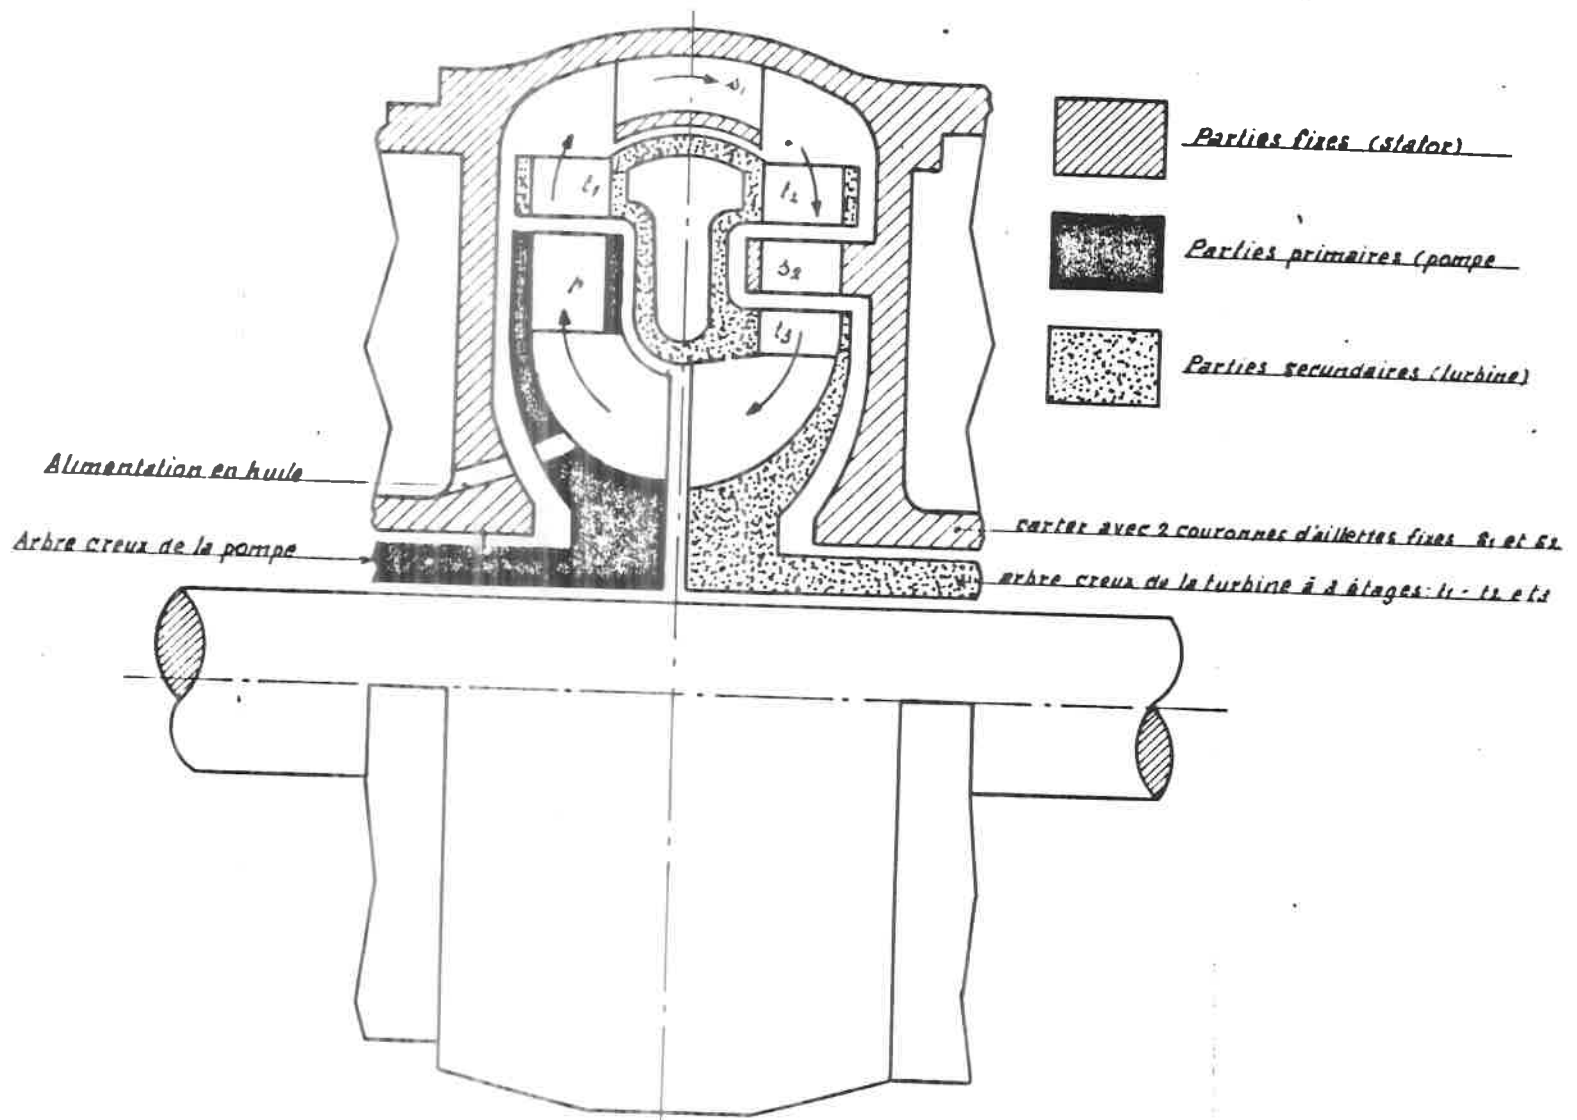 s₁
Parties fixes (stator)
t₁
t₂
Parties primaires (pompe
p
s₂
t₃
Parties secundaires (turbine)
Alimentation en huile
Arbre creux de la pompe
carter avec 2 couronnes d'aillettes fixes s₁ et s₂
arbre creux de la turbine à 3 étages: t₁ - t₂ et t₃